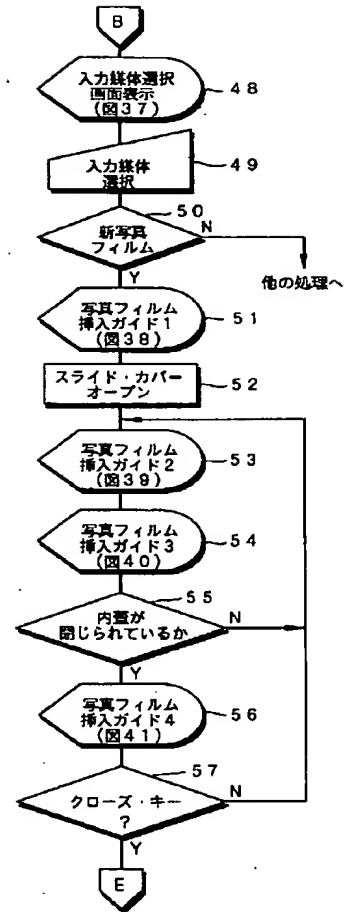 B
入力媒体選択
画面表示
(図37)
48
入力媒体
選択
49
新写真
フィルム
50
N
他の処理へ
Y
写真フィルム
挿入ガイド1
(図38)
51
スライド・カバー
オープン
52
写真フィルム
挿入ガイド2
(図39)
53
写真フィルム
挿入ガイド3
(図40)
54
内蓋が
閉じられているか
55
N
Y
写真フィルム
挿入ガイド4
(図41)
56
クローズ・キー
?
57
N
Y
E